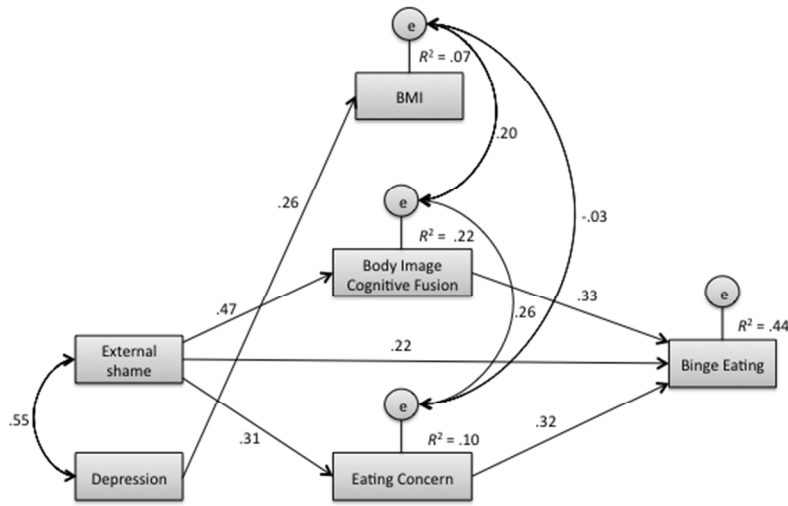 e
R² = .07
BMI
.20
.26
e
-.03
R² = .22
Body Image
Cognitive Fusion
e
.47
.33
.26
R² = .44
External
shame
.22
Binge Eating
e
.55
.31
R² = .10
.32
Depression
Eating Concern